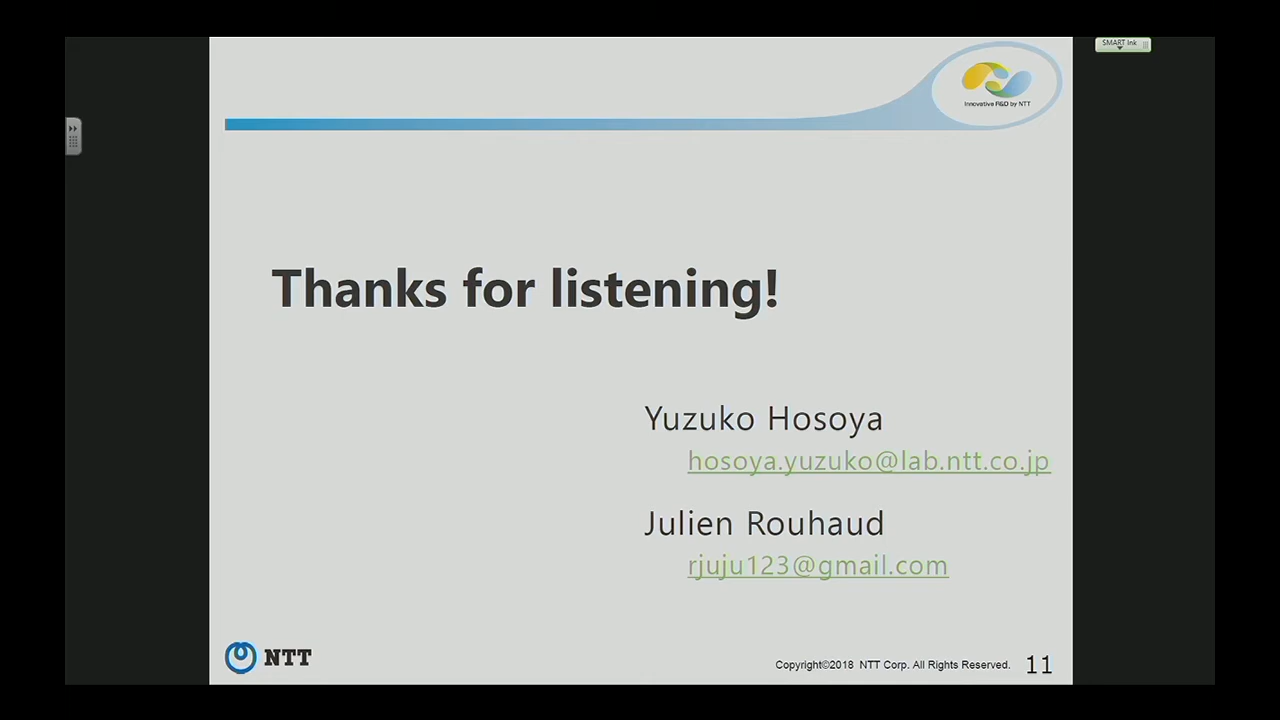 SMART Ink
Innovative R&D by NTT
Thanks for listening!
Yuzuko Hosoya
hosoya.yuzuko@lab.ntt.co.jp
Julien Rouhaud
rjuju123@gmail.com
NTT
Copyright©2018 NTT Corp. All Rights Reserved.
11